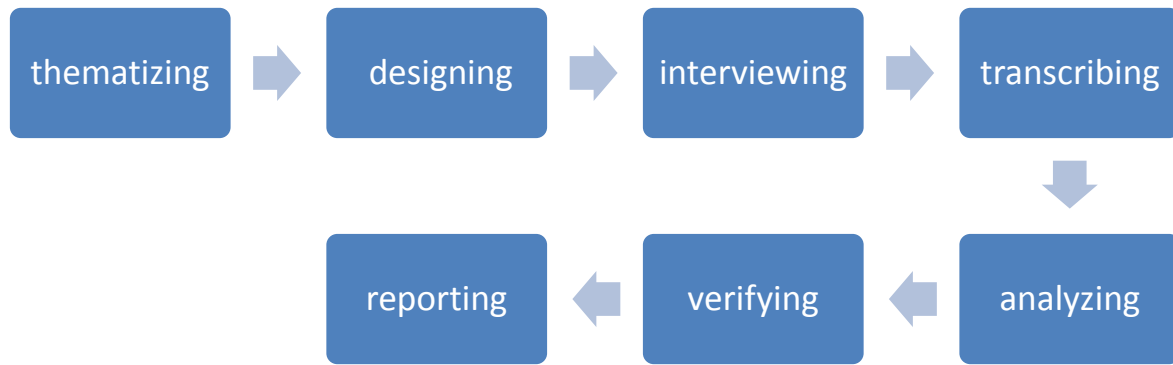 thematizing
designing
interviewing
transcribing
analyzing
verifying
reporting